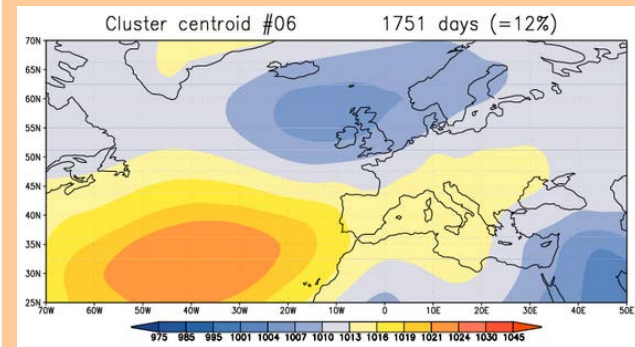 Cluster centroid #06 1751 days (=12%)
70N
65N
60N
55N
50N
45N
40N
35N
30N
25N
70W 60W 50W 40W 30W 20W 10W 0 10E 20E 30E 40E 50E
975 985 995 1001 1004 1007 1010 1013 1016 1019 1021 1024 1030 1045